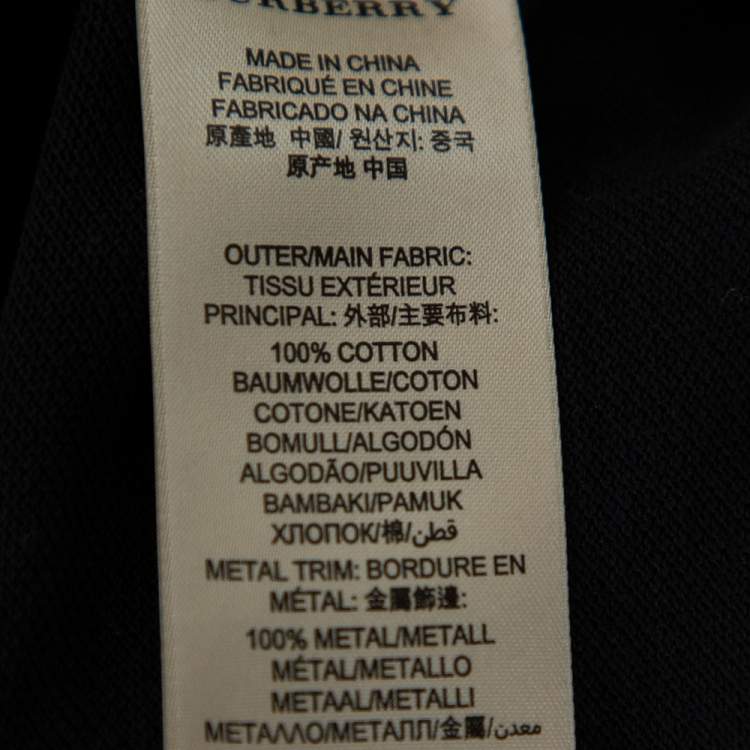 BURBERRY
MADE IN CHINA
FABRIQUÉ EN CHINE
FABRICADO NA CHINA
原產地 中國/ 원산지: 중국
原产地 中国
OUTER/MAIN FABRIC:
TISSU EXTÉRIEUR
PRINCIPAL: 外部/主要布料:
100% COTTON
BAUMWOLLE/COTON
COTONE/KATOEN
BOMULL/ALGODÓN
ALGODÃO/PUUVILLA
BAMBAKI/PAMUK
ХЛОПОК/棉/قطن
METAL TRIM: BORDURE EN
MÉTAL: 金屬飾邊:
100% METAL/METALL
MÉTAL/METALLO
METAAL/METALLI
ΜΕΤΑΛΛΟ/МЕТАЛЛ/金屬/معدن